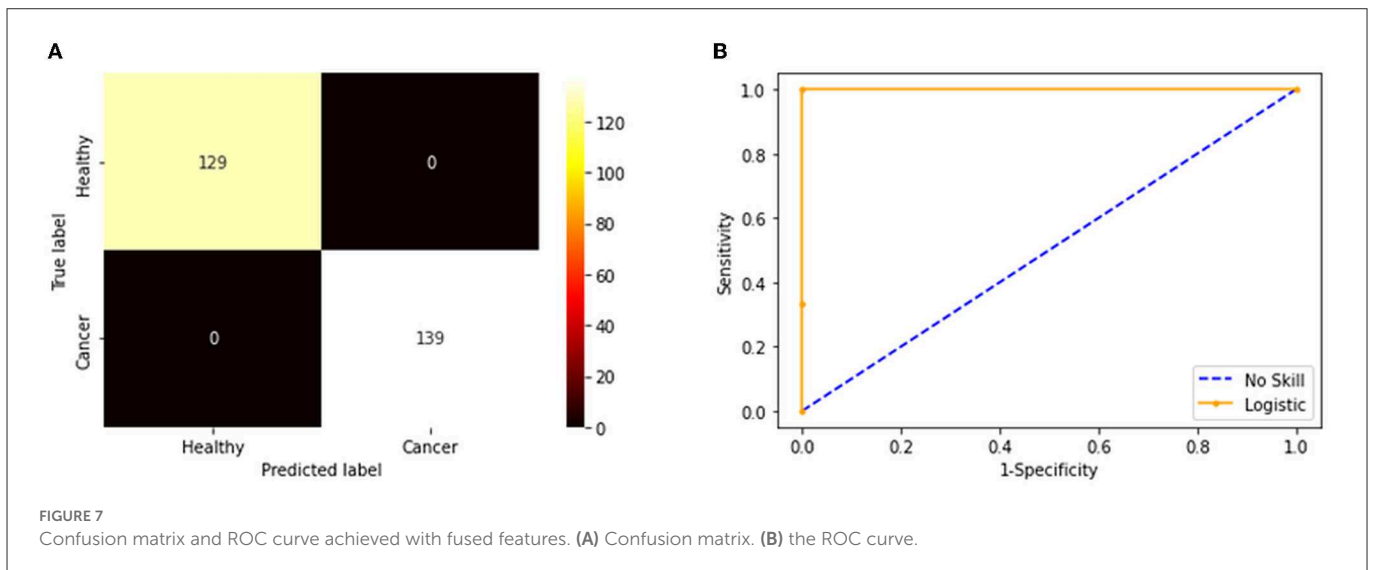 A
Healthy
129
0
True label
Cancer
0
139
Healthy
Cancer
Predicted label
120
100
80
60
40
20
0
B
1.0
0.8
0.6
0.4
0.2
0.0
Sensitivity
No Skill
Logistic
0.0 0.2 0.4 0.6 0.8 1.0
1-Specificity
FIGURE 7
Confusion matrix and ROC curve achieved with fused features. (A) Confusion matrix. (B) the ROC curve.